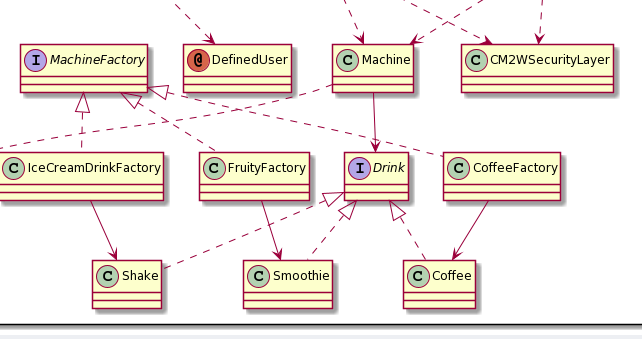 I MachineFactory
@ DefinedUser
C Machine
C CM2WSecurityLayer
C IceCreamDrinkFactory
C FruityFactory
I Drink
C CoffeeFactory
C Shake
C Smoothie
C Coffee